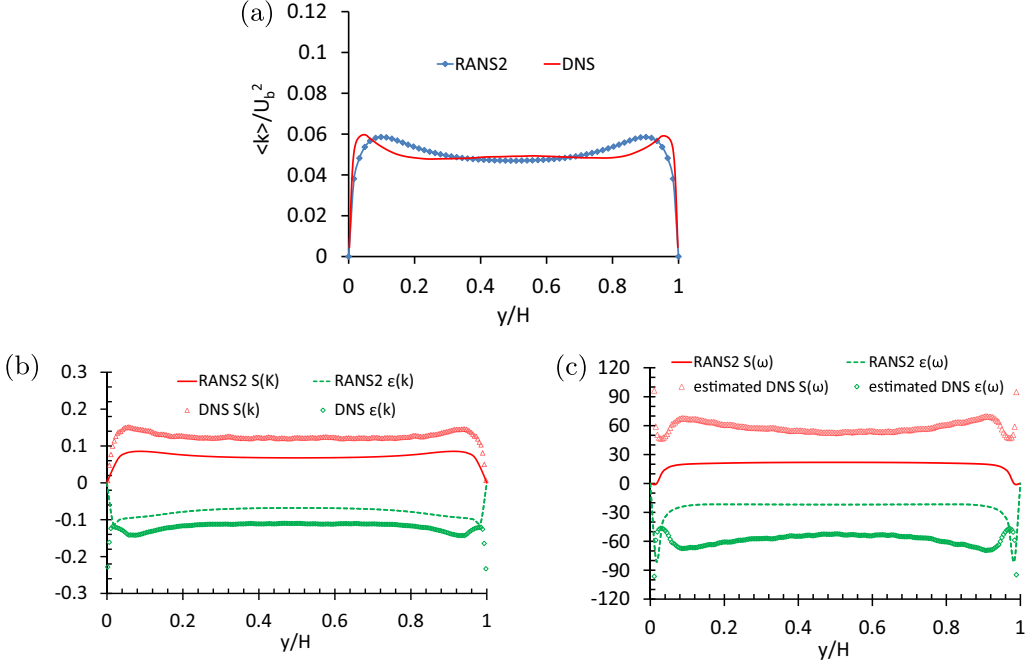 (a)
<k>/U_b^2
0.12
0.1
0.08
0.06
0.04
0.02
0
RANS2 DNS
0 0.2 0.4 0.6 0.8 1
y/H
(b)
0.3
0.2
0.1
0
-0.1
-0.2
-0.3
RANS2 S(K) RANS2 ε(k)
DNS S(k) DNS ε(k)
0 0.2 0.4 0.6 0.8 1
y/H
(c)
120
90
60
30
0
-30
-60
-90
-120
RANS2 S(ω) RANS2 ε(ω)
estimated DNS S(ω) estimated DNS ε(ω)
0 0.2 0.4 0.6 0.8 1
y/H